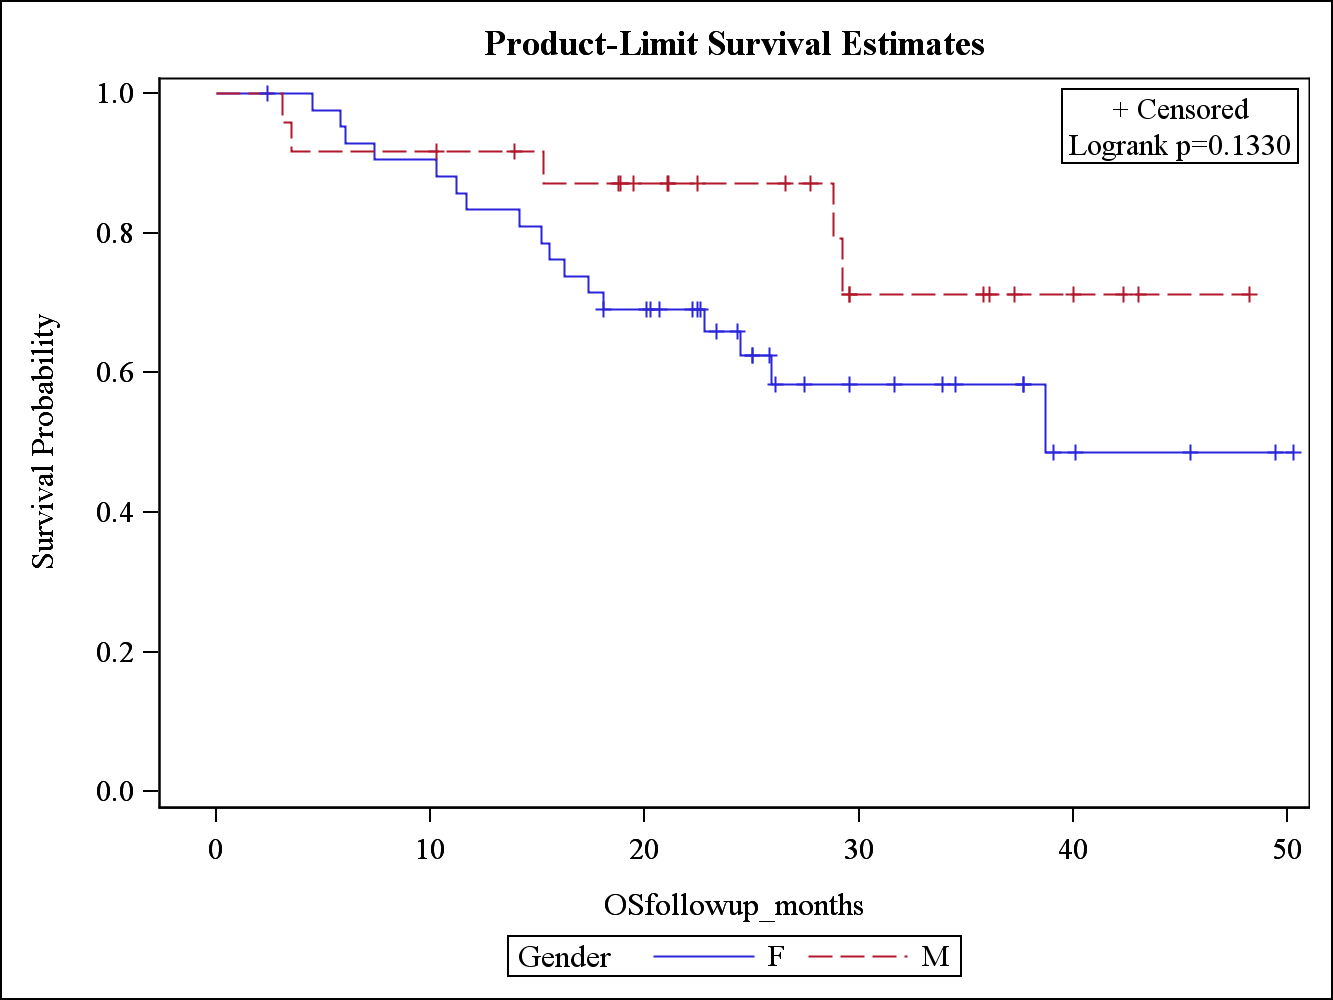 Product-Limit Survival Estimates
+ Censored
Logrank p=0.1330
1.0
0.8
0.6
0.4
0.2
0.0
Survival Probability
0 10 20 30 40 50
OSfollowup_months
Gender F M